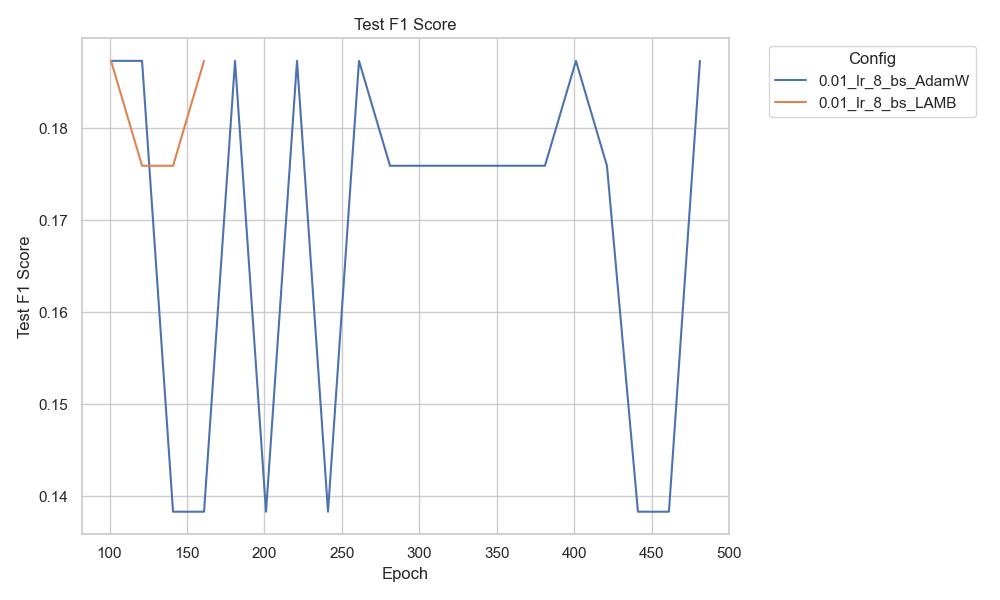 Test F1 Score
Config
0.01_lr_8_bs_AdamW
0.01_lr_8_bs_LAMB
Test F1 Score
0.18
0.17
0.16
0.15
0.14
100 150 200 250 300 350 400 450 500
Epoch